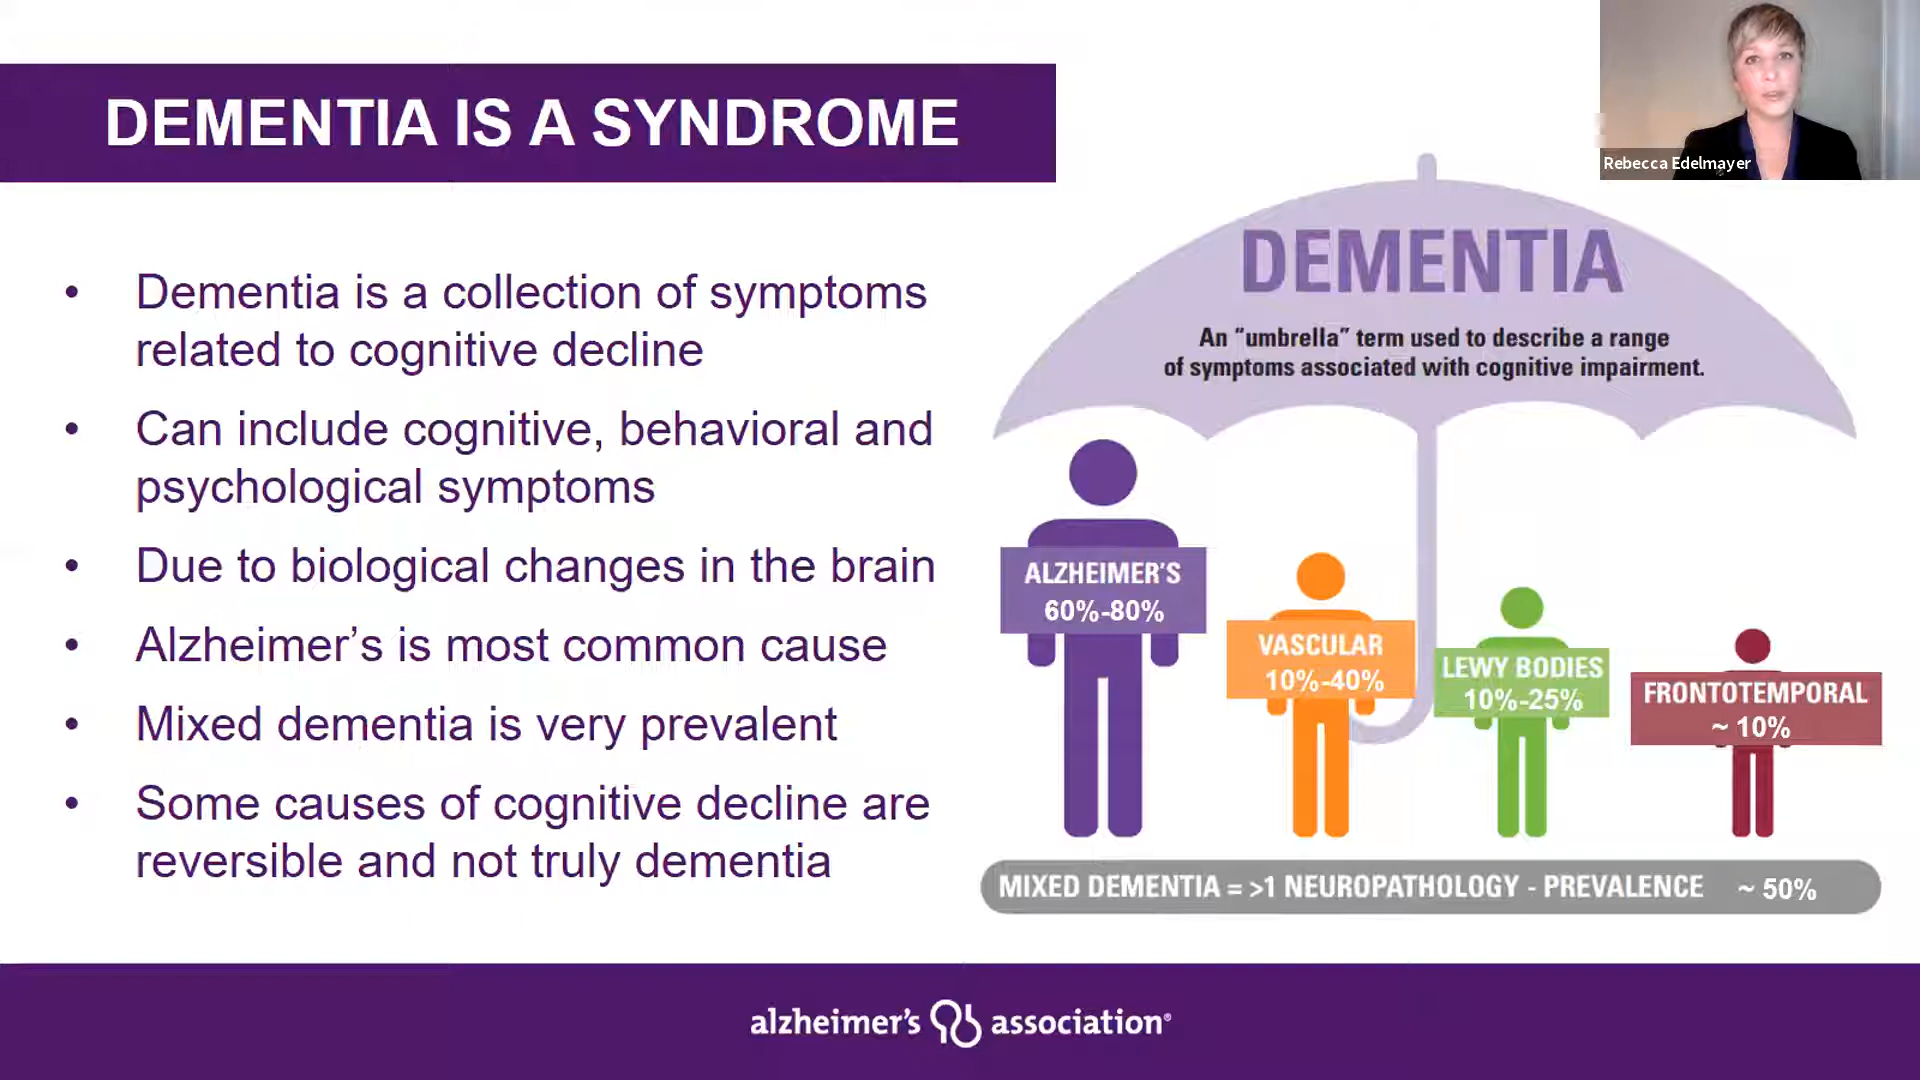 DEMENTIA IS A SYNDROME
• Dementia is a collection of symptoms
related to cognitive decline
• Can include cognitive, behavioral and
psychological symptoms
• Due to biological changes in the brain
• Alzheimer’s is most common cause
• Mixed dementia is very prevalent
• Some causes of cognitive decline are
reversible and not truly dementia
Rebecca Edelmayer
DEMENTIA
An “umbrella” term used to describe a range
of symptoms associated with cognitive impairment.
ALZHEIMER’S
60%-80%
VASCULAR
10%-40%
LEWY BODIES
10%-25%
FRONTOTEMPORAL
~ 10%
MIXED DEMENTIA = >1 NEUROPATHOLOGY - PREVALENCE ~ 50%
alzheimer’s association®